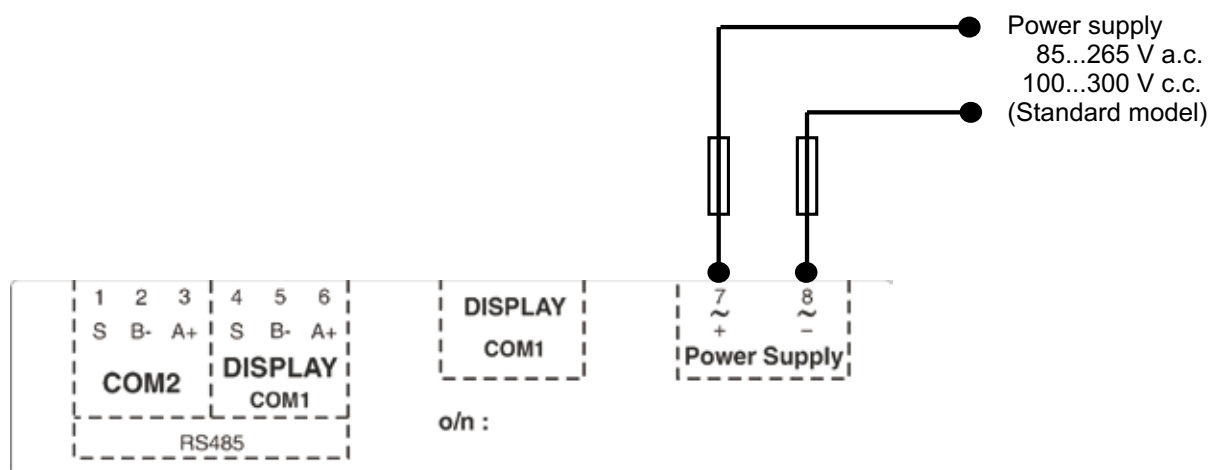 Power supply
85...265 V a.c.
100...300 V c.c.
(Standard model)
1 2 3 4 5 6
S B- A+ S B- A+
COM2
DISPLAY
COM1
RS485
DISPLAY
COM1
o/n :
7 8
~ ~
+ –
Power Supply